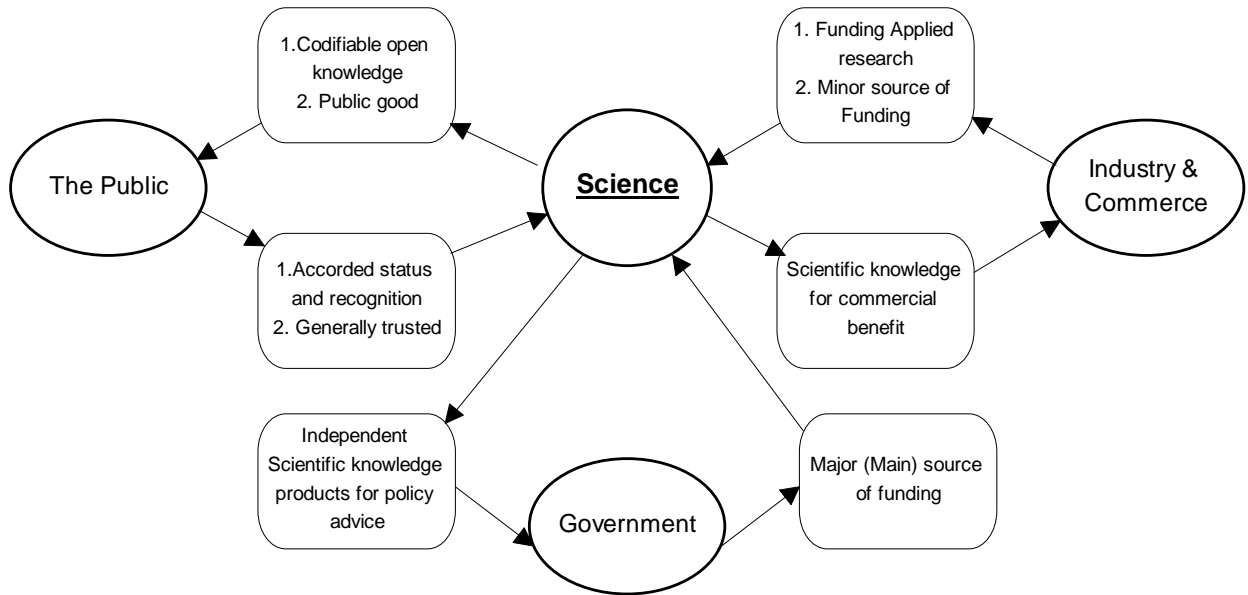 1.Codifiable open
knowledge
2. Public good
1. Funding Applied
research
2. Minor source of
Funding
The Public
Science
Industry &
Commerce
1.Accorded status
and recognition
2. Generally trusted
Scientific knowledge
for commercial
benefit
Independent
Scientific knowledge
products for policy
advice
Government
Major (Main) source
of funding